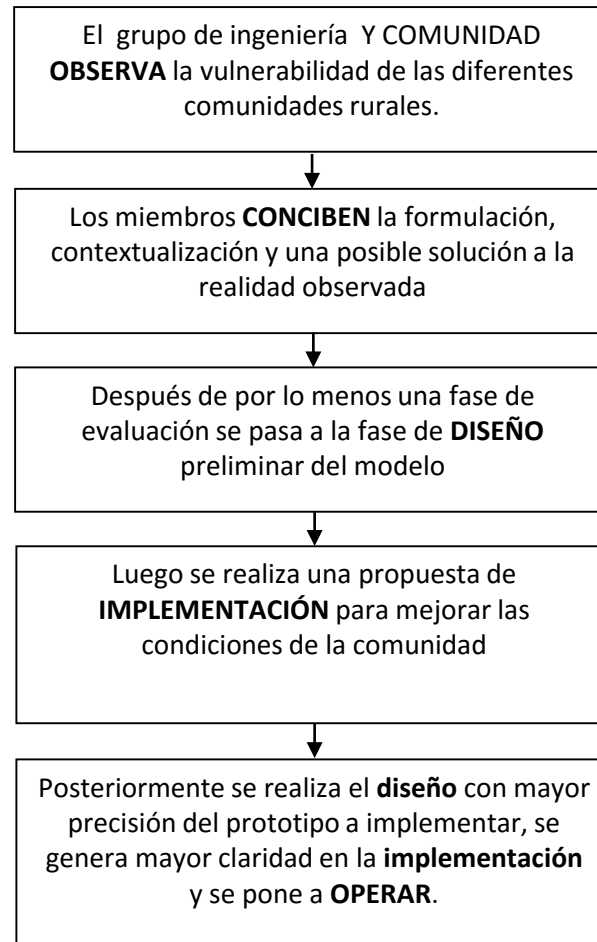 El grupo de ingeniería Y COMUNIDAD
OBSERVA la vulnerabilidad de las diferentes
comunidades rurales.
Los miembros CONCIBEN la formulación,
contextualización y una posible solución a la
realidad observada
Después de por lo menos una fase de
evaluación se pasa a la fase de DISEÑO
preliminar del modelo
Luego se realiza una propuesta de
IMPLEMENTACIÓN para mejorar las
condiciones de la comunidad
Posteriormente se realiza el diseño con mayor
precisión del prototipo a implementar, se
genera mayor claridad en la implementación
y se pone a OPERAR.